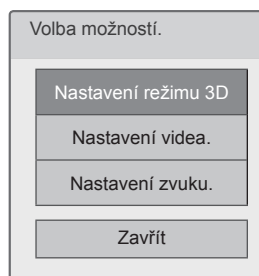 Volba možností.
Nastavení režimu 3D
Nastavení videa.
Nastavení zvuku.
Zavřít